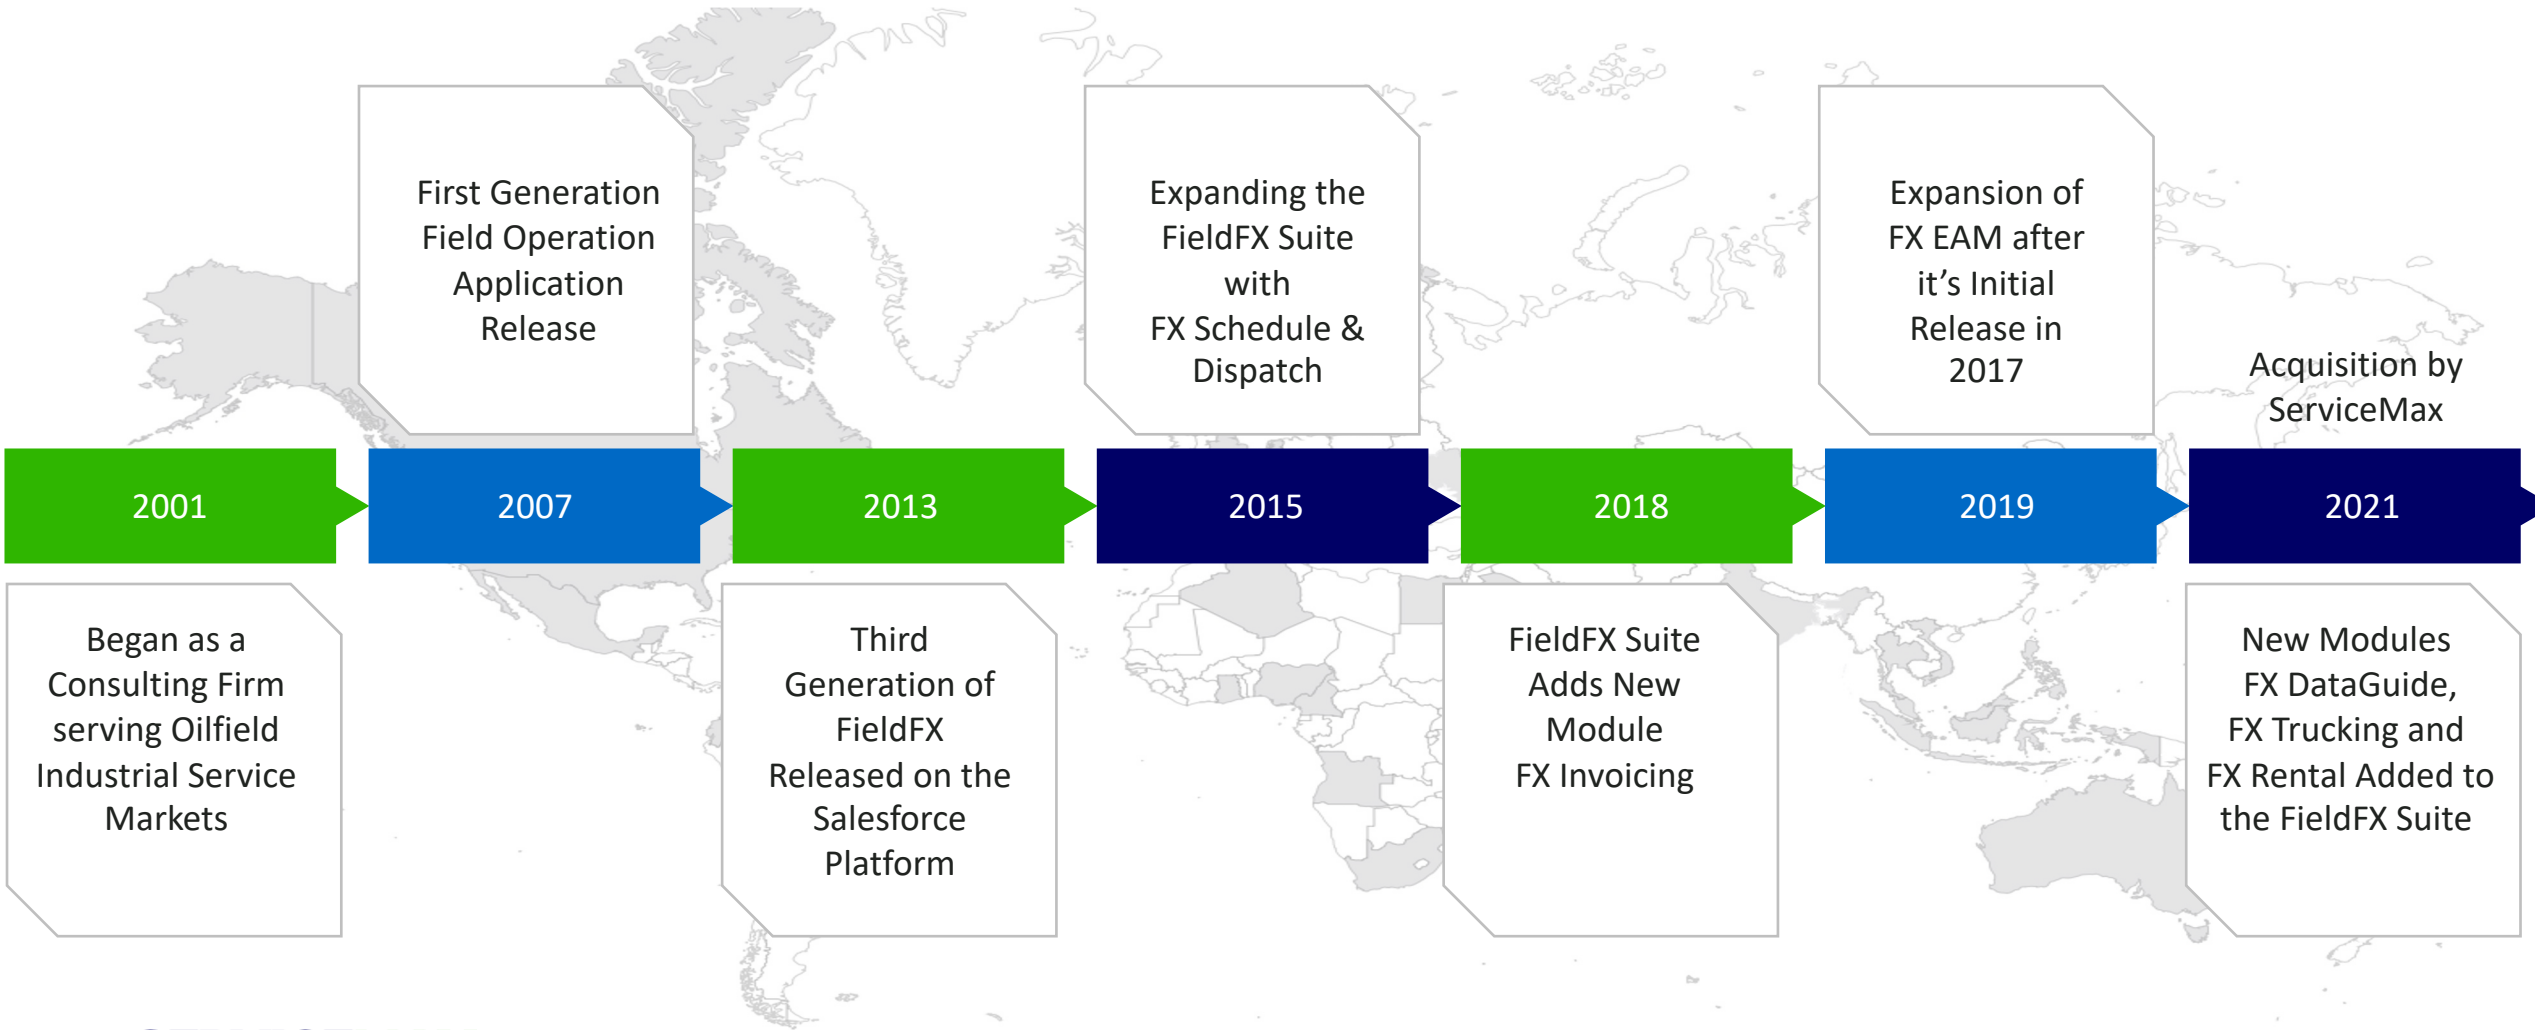 First Generation
Field Operation
Application
Release
Expanding the
FieldFX Suite
with
FX Schedule &
Dispatch
Expansion of
FX EAM after
it’s Initial
Release in
2017
Acquisition by
ServiceMax
2001
2007
2013
2015
2018
2019
2021
Began as a
Consulting Firm
serving Oilfield
Industrial Service
Markets
Third
Generation of
FieldFX
Released on the
Salesforce
Platform
FieldFX Suite
Adds New
Module
FX Invoicing
New Modules
FX DataGuide,
FX Trucking and
FX Rental Added to
the FieldFX Suite